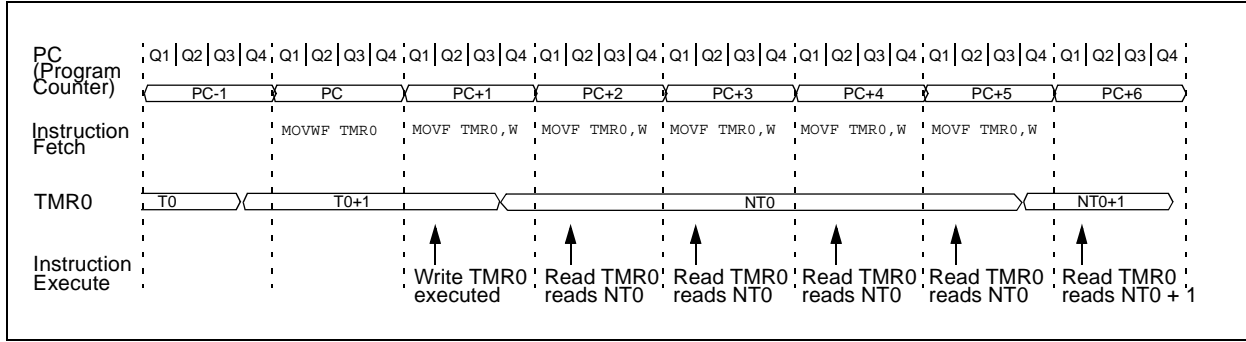 PC
(Program
Counter)
Q1 Q2 Q3 Q4 Q1 Q2 Q3 Q4 Q1 Q2 Q3 Q4 Q1 Q2 Q3 Q4 Q1 Q2 Q3 Q4 Q1 Q2 Q3 Q4 Q1 Q2 Q3 Q4 Q1 Q2 Q3 Q4
PC-1 PC PC+1 PC+2 PC+3 PC+4 PC+5 PC+6
Instruction
Fetch
MOVWF TMR0 MOVF TMR0,W MOVF TMR0,W MOVF TMR0,W MOVF TMR0,W MOVF TMR0,W
TMR0 T0 T0+1 NT0 NT0+1
Instruction
Execute
Write TMR0
executed
Read TMR0
reads NT0
Read TMR0
reads NT0
Read TMR0
reads NT0
Read TMR0
reads NT0
Read TMR0
reads NT0 + 1